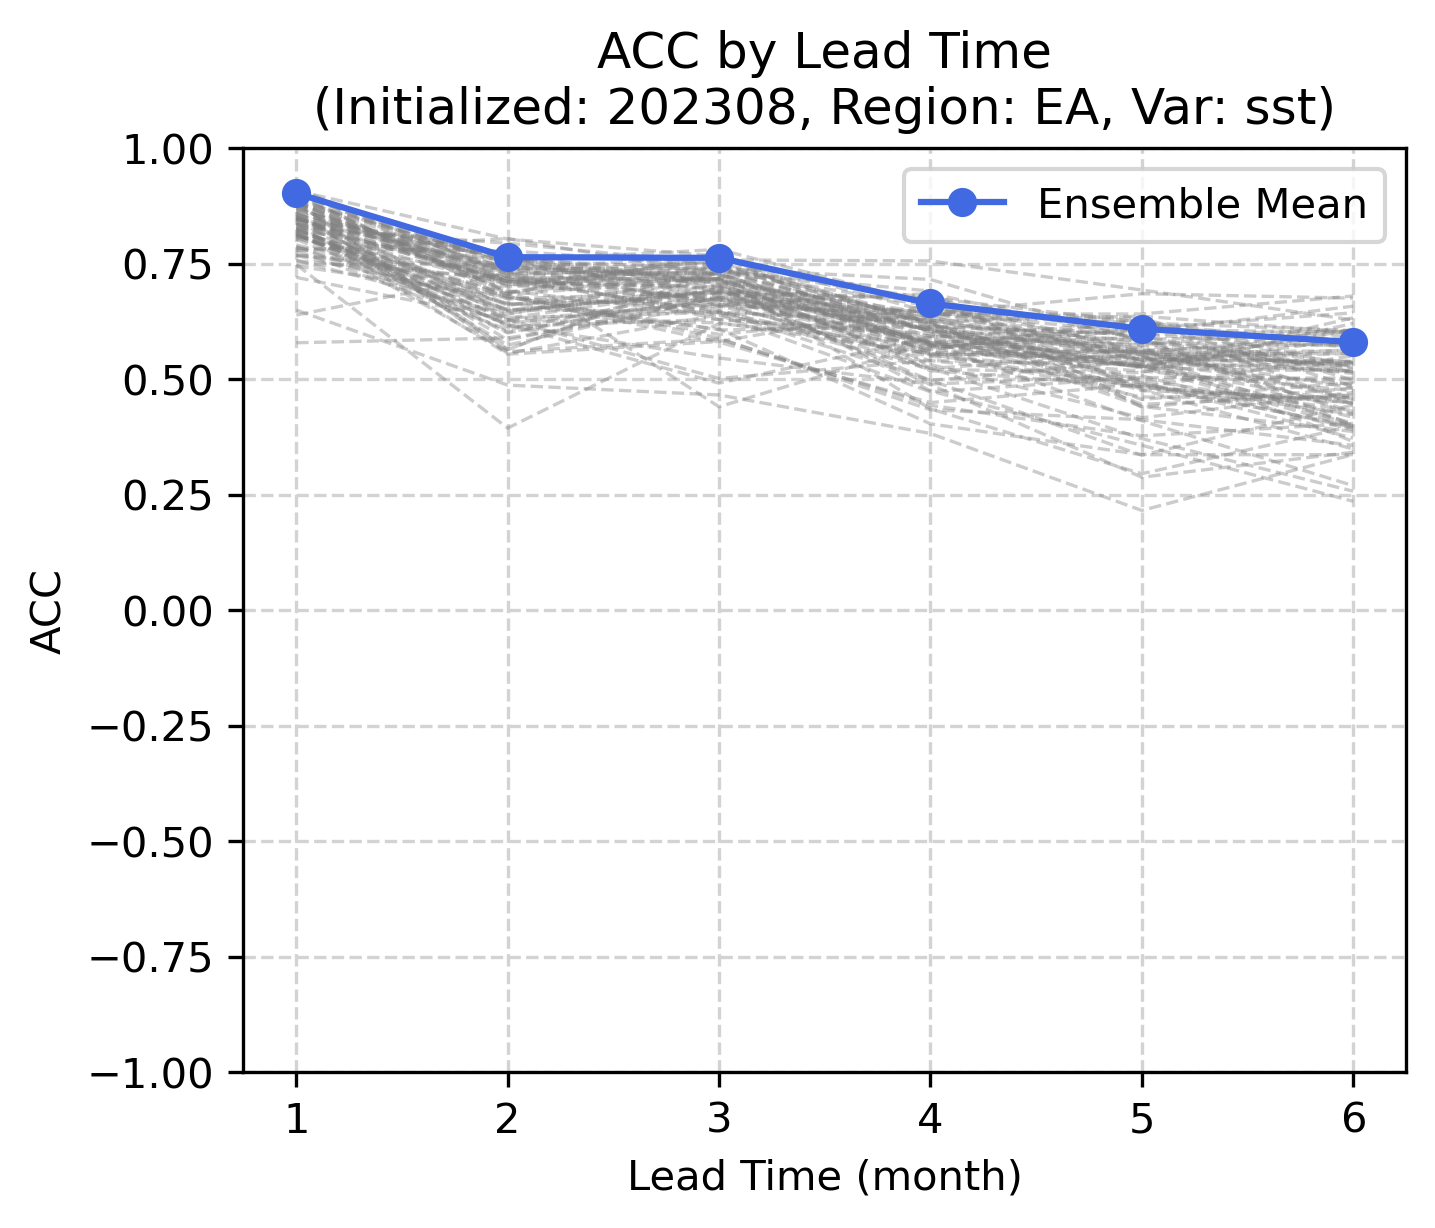 ACC by Lead Time
(Initialized: 202308, Region: EA, Var: sst)
Ensemble Mean
1.00
0.75
0.50
0.25
0.00
−0.25
−0.50
−0.75
−1.00
ACC
1 2 3 4 5 6
Lead Time (month)